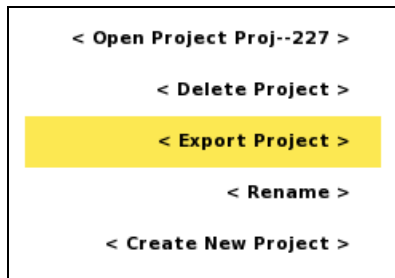 < Open Project Proj--227 >
< Delete Project >
< Export Project >
< Rename >
< Create New Project >